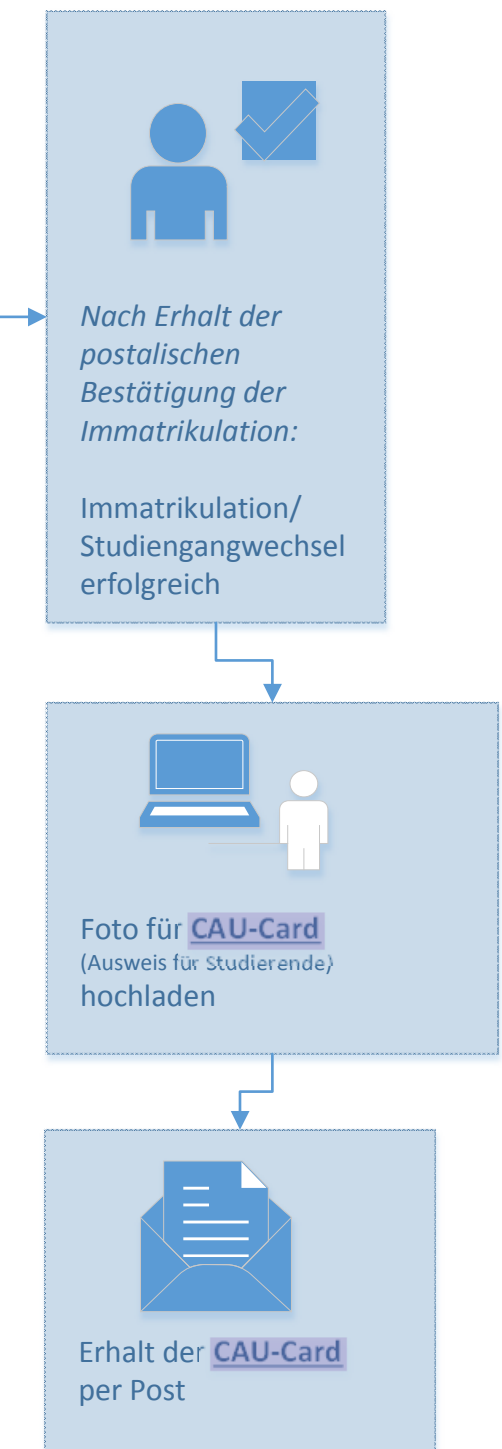 Nach Erhalt der
postalischen
Bestätigung der
Immatrikulation:
Immatrikulation/
Studiengangwechsel
erfolgreich
Foto für CAU-Card
(Ausweis für Studierende)
hochladen
Erhalt der CAU-Card
per Post